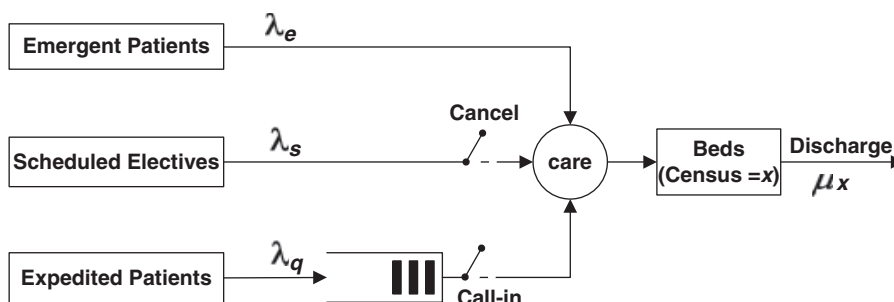 Emergent Patients
λe
Scheduled Electives
λs
Cancel
care
Beds
(Census =x)
Discharge
μx
Expedited Patients
λq
Call-in